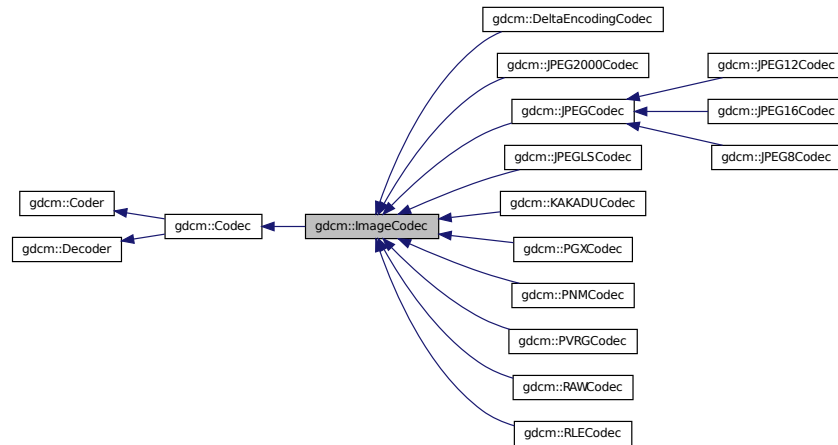 gdcm::DeltaEncodingCodec
gdcm::JPEG2000Codec
gdcm::JPEG12Codec
gdcm::JPEGCodec
gdcm::JPEG16Codec
gdcm::JPEGLSCodec
gdcm::JPEG8Codec
gdcm::Coder
gdcm::KAKADUCodec
gdcm::Codec
gdcm::ImageCodec
gdcm::Decoder
gdcm::PGXCodec
gdcm::PNMCodec
gdcm::PVRGCodec
gdcm::RAWCodec
gdcm::RLECodec